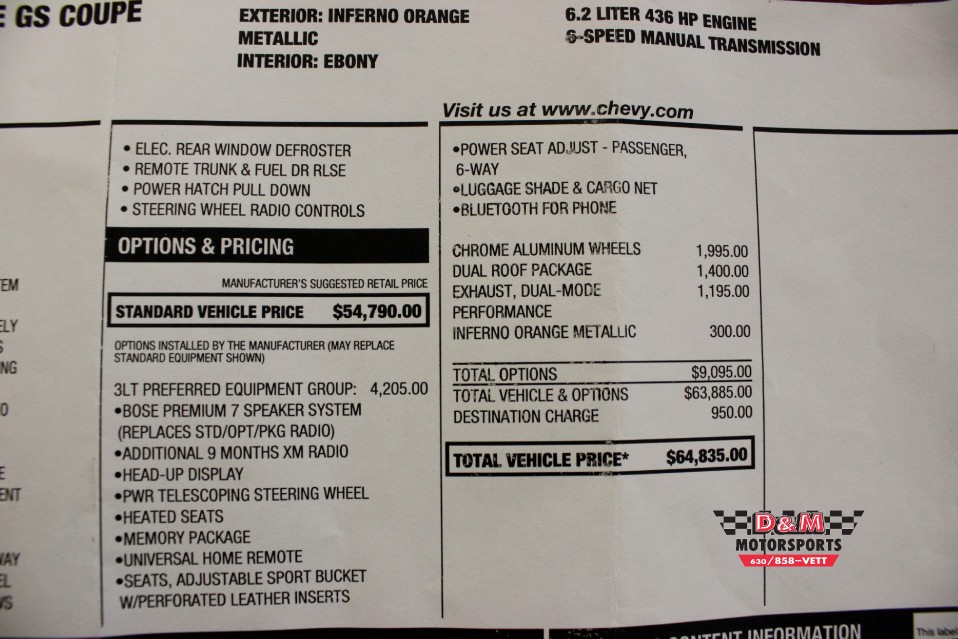 GS COUPE
EXTERIOR: INFERNO ORANGE
METALLIC
INTERIOR: EBONY
6.2 LITER 436 HP ENGINE
6-SPEED MANUAL TRANSMISSION
Visit us at www.chevy.com
• ELEC. REAR WINDOW DEFROSTER
• REMOTE TRUNK & FUEL DR RLSE
• POWER HATCH PULL DOWN
• STEERING WHEEL RADIO CONTROLS
OPTIONS & PRICING
MANUFACTURER'S SUGGESTED RETAIL PRICE
STANDARD VEHICLE PRICE $54,790.00
OPTIONS INSTALLED BY THE MANUFACTURER (MAY REPLACE
STANDARD EQUIPMENT SHOWN)
3LT PREFERRED EQUIPMENT GROUP: 4,205.00
•BOSE PREMIUM 7 SPEAKER SYSTEM
(REPLACES STD/OPT/PKG RADIO)
•ADDITIONAL 9 MONTHS XM RADIO
•HEAD-UP DISPLAY
•PWR TELESCOPING STEERING WHEEL
•HEATED SEATS
•MEMORY PACKAGE
•UNIVERSAL HOME REMOTE
•SEATS, ADJUSTABLE SPORT BUCKET
W/PERFORATED LEATHER INSERTS
•POWER SEAT ADJUST - PASSENGER,
6-WAY
•LUGGAGE SHADE & CARGO NET
•BLUETOOTH FOR PHONE
CHROME ALUMINUM WHEELS 1,995.00
DUAL ROOF PACKAGE 1,400.00
EXHAUST, DUAL-MODE 1,195.00
PERFORMANCE
INFERNO ORANGE METALLIC 300.00
TOTAL OPTIONS $9,095.00
TOTAL VEHICLE & OPTIONS $63,885.00
DESTINATION CHARGE 950.00
TOTAL VEHICLE PRICE* $64,835.00
D&M
MOTORSPORTS
630/858-VETT
CONTENT INFORMATION
This label